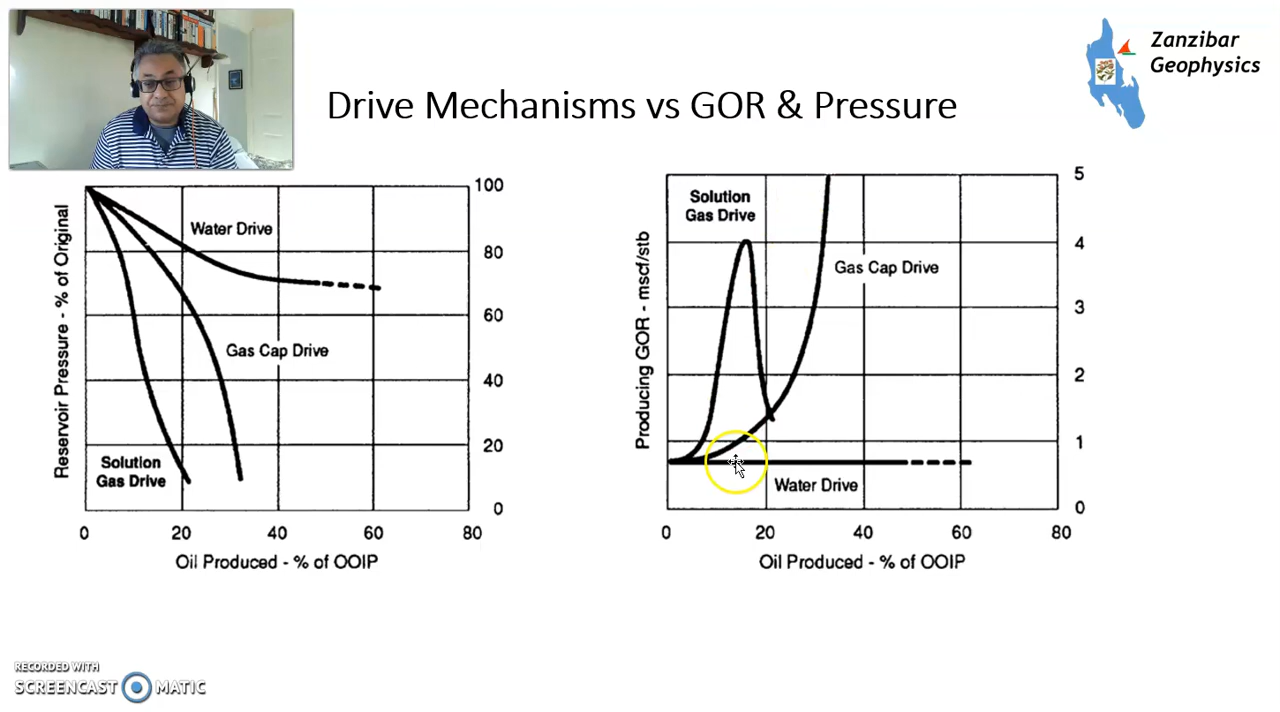 Zanzibar
Geophysics
Drive Mechanisms vs GOR & Pressure
Reservoir Pressure - % of Original
Water Drive
Gas Cap Drive
Solution
Gas Drive
100
80
60
40
20
0
0 20 40 60 80
Oil Produced - % of OOIP
Producing GOR - mscf/stb
Solution
Gas Drive
Gas Cap Drive
Water Drive
5
4
3
2
1
0
0 20 40 60 80
Oil Produced - % of OOIP
RECORDED WITH
SCREENCAST MATIC